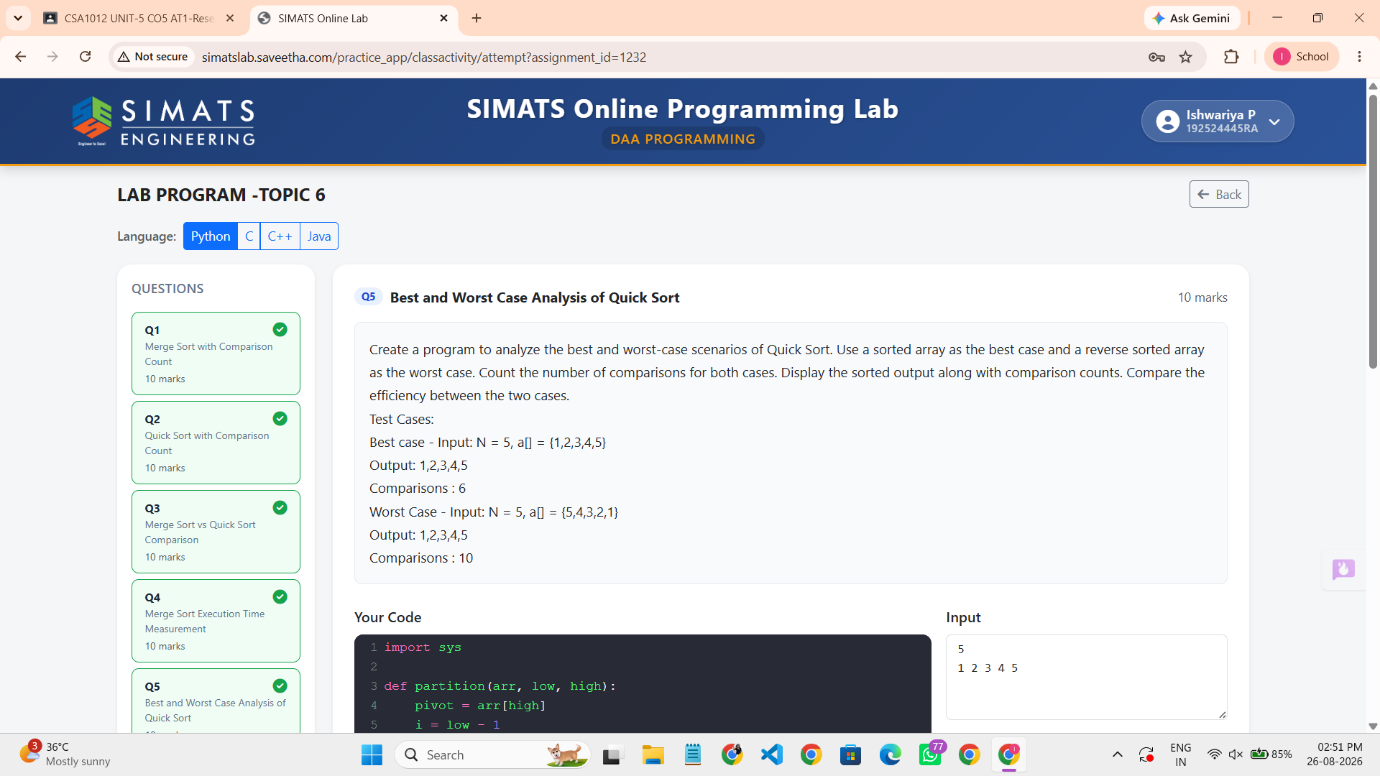 CSA1012 UNIT-5 CO5 AT1-Rese
SIMATS Online Lab
Ask Gemini
Not secure
simatslab.saveetha.com/practice_app/classactivity/attempt?assignment_id=1232
I
School
SIMATS
ENGINEERING
SIMATS Online Programming Lab
DAA PROGRAMMING
Ishwariya P
192524445RA
LAB PROGRAM -TOPIC 6
← Back
Language:
Python
C
C++
Java
QUESTIONS
Q1
Merge Sort with Comparison
Count
10 marks
Q2
Quick Sort with Comparison
Count
10 marks
Q3
Merge Sort vs Quick Sort
Comparison
10 marks
Q4
Merge Sort Execution Time
Measurement
10 marks
Q5
Best and Worst Case Analysis of
Quick Sort
Q5 Best and Worst Case Analysis of Quick Sort
10 marks
Create a program to analyze the best and worst-case scenarios of Quick Sort. Use a sorted array as the best case and a reverse sorted array
as the worst case. Count the number of comparisons for both cases. Display the sorted output along with comparison counts. Compare the
efficiency between the two cases.
Test Cases:
Best case - Input: N = 5, a[] = {1,2,3,4,5}
Output: 1,2,3,4,5
Comparisons : 6
Worst Case - Input: N = 5, a[] = {5,4,3,2,1}
Output: 1,2,3,4,5
Comparisons : 10
Your Code
1 import sys
2
3 def partition(arr, low, high):
4 pivot = arr[high]
5 i = low - 1
Input
5
1 2 3 4 5
3
36°C
Mostly sunny
Search
77
ENG
IN
85%
02:51 PM
26-08-2026